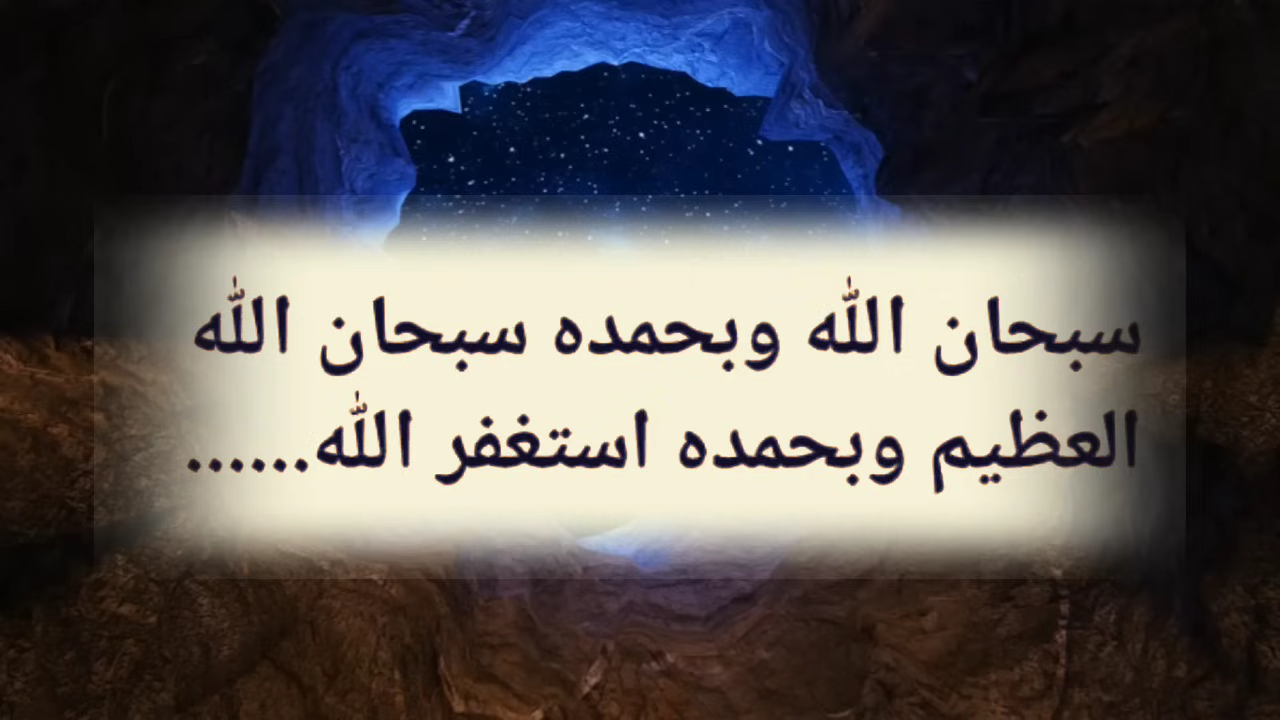 سبحان الله وبحمده سبحان الله
العظيم وبحمده استغفر الله......